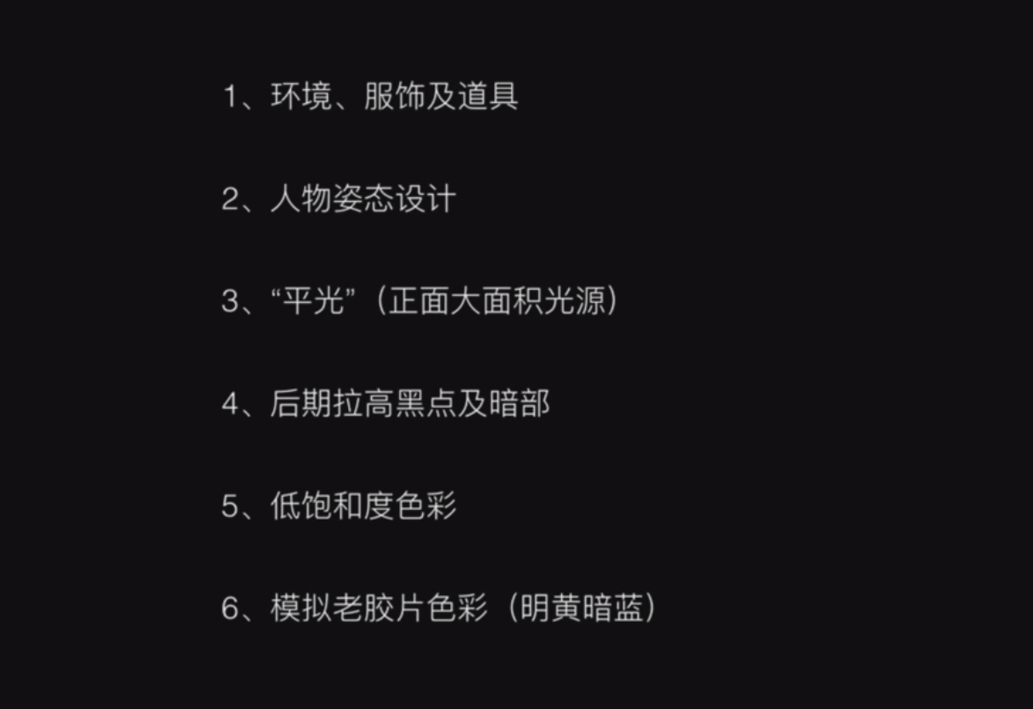 1、环境、服饰及道具
2、人物姿态设计
3、“平光”（正面大面积光源）
4、后期拉高黑点及暗部
5、低饱和度色彩
6、模拟老胶片色彩（明黄暗蓝）